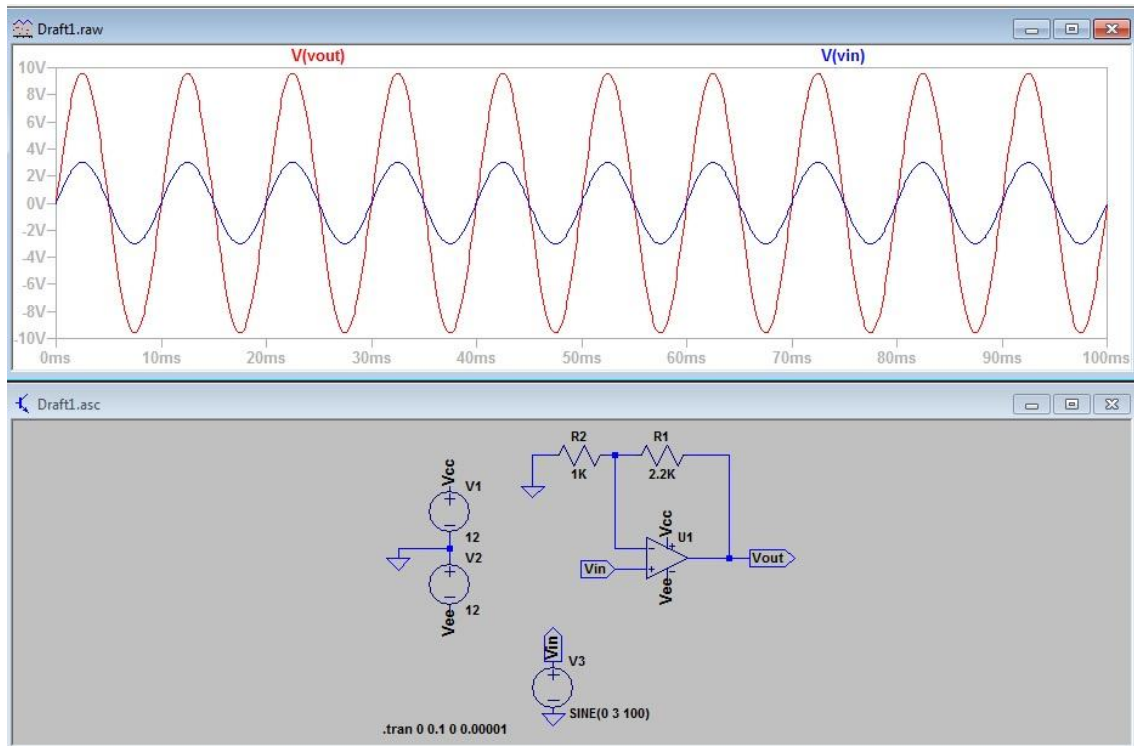 Draft1.raw
V(vout) V(vin)
10V
8V
6V
4V
2V
0V
-2V
-4V
-6V
-8V
-10V
0ms 10ms 20ms 30ms 40ms 50ms 60ms 70ms 80ms 90ms 100ms
Draft1.asc
R2 R1
1K 2.2K
Vcc V1
12
V2
12
Vee
Vcc U1
Vin
Vout
Vee
Vin
V3
SINE(0 3 100)
.tran 0 0.1 0 0.00001